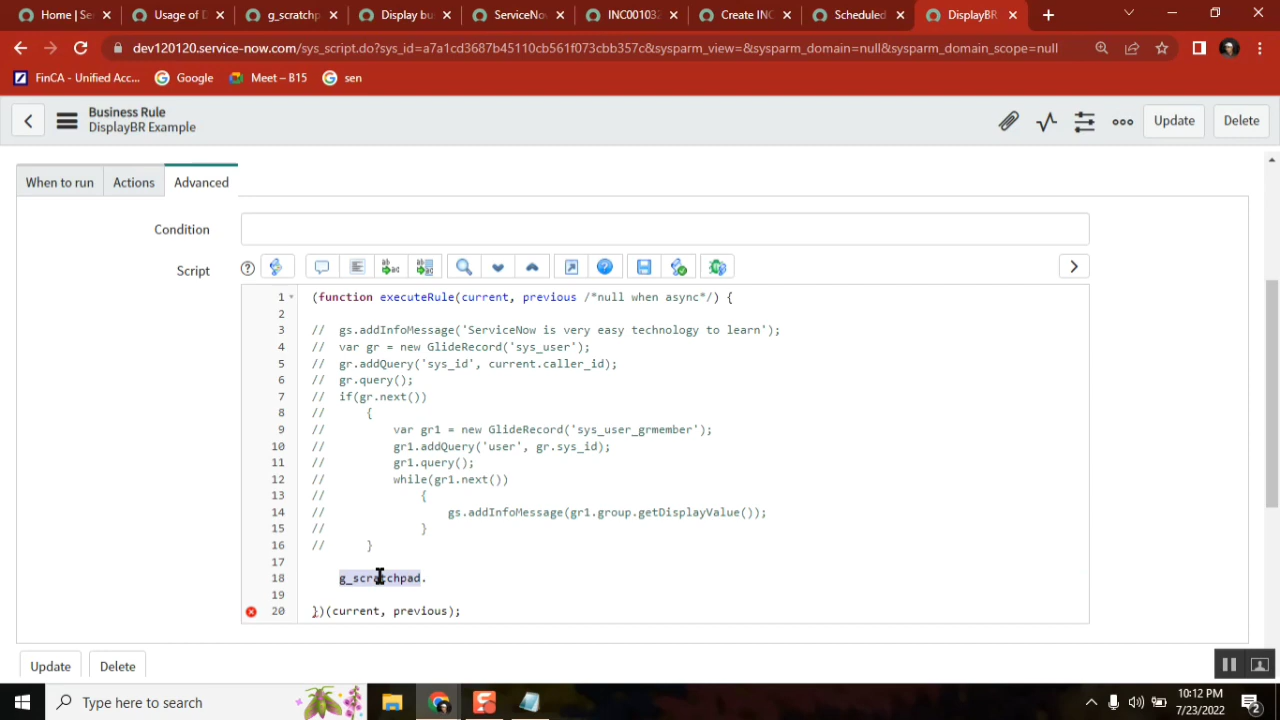 Home | Se
Usage of D
g_scratchp
Display bu
ServiceNo
INC001032
Create INC
Scheduled
DisplayBR
dev120120.service-now.com/sys_script.do?sys_id=a7a1cd3687b45110cb561f073cbb357c&sysparm_view=&sysparm_domain=null&sysparm_domain_scope=null
FinCA - Unified Acc...
Google
Meet – B15
sen
Business Rule
DisplayBR Example
Update
Delete
When to run
Actions
Advanced
Condition
Script
1 (function executeRule(current, previous /*null when async*/) {
2
3 // gs.addInfoMessage('ServiceNow is very easy technology to learn');
4 // var gr = new GlideRecord('sys_user');
5 // gr.addQuery('sys_id', current.caller_id);
6 // gr.query();
7 // if(gr.next())
8 // {
9 // var gr1 = new GlideRecord('sys_user_grmember');
10 // gr1.addQuery('user', gr.sys_id);
11 // gr1.query();
12 // while(gr1.next())
13 // {
14 // gs.addInfoMessage(gr1.group.getDisplayValue());
15 // }
16 // }
17
18 g_scratchpad.
19
20 })(current, previous);
Update
Delete
Type here to search
10:12 PM
7/23/2022
2